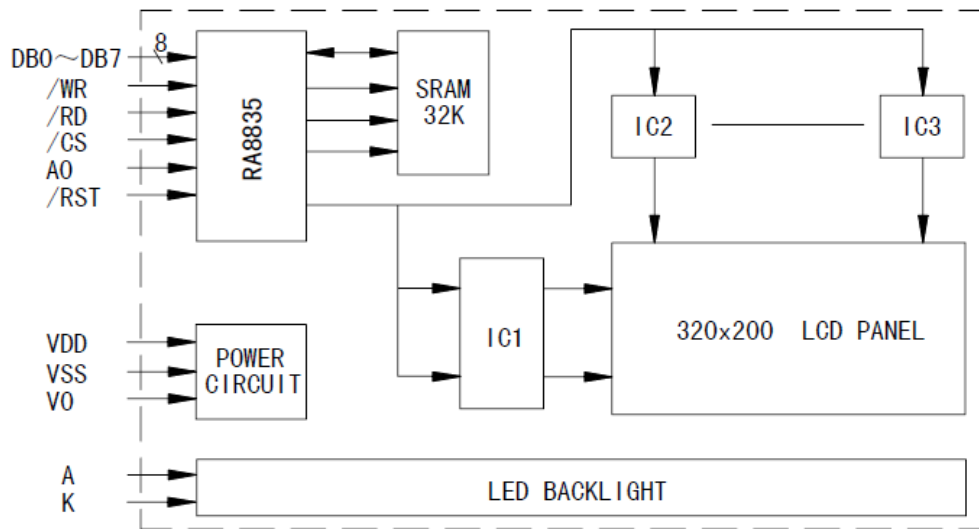 DB0～DB7
8
/WR
/RD
/CS
A0
/RST
RA8835
SRAM
32K
IC2
IC3
IC1
320x200 LCD PANEL
VDD
VSS
V0
POWER
CIRCUIT
A
K
LED BACKLIGHT